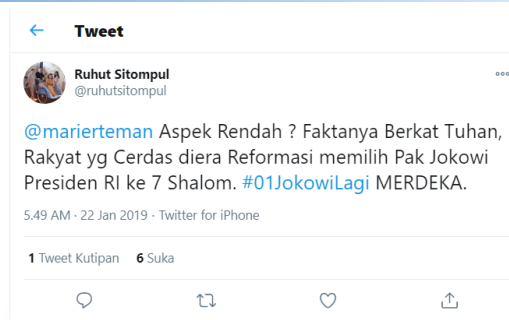 Tweet
Ruhut Sitompul
@ruhutsitompul
@marierteman Aspek Rendah ? Faktanya Berkat Tuhan,
Rakyat yg Cerdas diera Reformasi memilih Pak Jokowi
Presiden RI ke 7 Shalom. #01JokowiLagi MERDEKA.
5.49 AM · 22 Jan 2019 · Twitter for iPhone
1 Tweet Kutipan 6 Suka